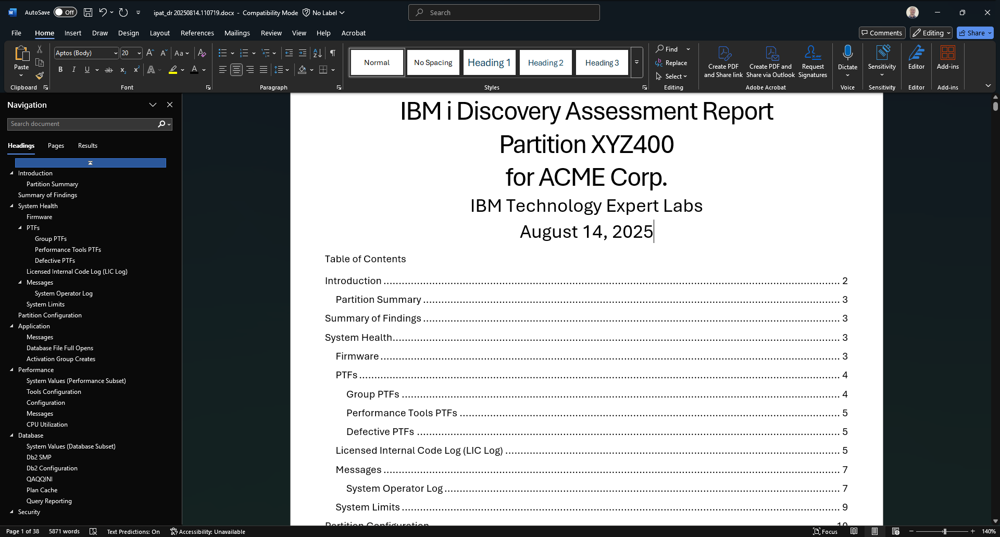 AutoSave Off ipat_dr 20250814.110719.docx - Compatibility Mode No Label Search
File Home Insert Draw Design Layout References Mailings Review View Help Acrobat Comments Editing Share
Paste
Clipboard
Aptos (Body) 20 A A Aa A
B I U ab x₂ x² A A
Font
Paragraph
Normal No Spacing Heading 1 Heading 2 Heading 3
Styles
Find
Replace
Select
Editing
Create PDF and Share link
Create PDF and Share via Outlook
Request Signatures
Adobe Acrobat
Dictate
Voice
Sensitivity
Sensitivity
Editor
Editor
Add-ins
Add-ins
Navigation
Search document
Headings Pages Results
Introduction
Partition Summary
Summary of Findings
System Health
Firmware
PTFs
Group PTFs
Performance Tools PTFs
Defective PTFs
Licensed Internal Code Log (LIC Log)
Messages
System Operator Log
System Limits
Partition Configuration
Application
Messages
Database File Full Opens
Activation Group Creates
Performance
System Values (Performance Subset)
Tools Configuration
Configuration
Messages
CPU Utilization
Database
System Values (Database Subset)
Db2 SMP
Db2 Configuration
QAQQINI
Plan Cache
Query Reporting
Security
IBM i Discovery Assessment Report
Partition XYZ400
for ACME Corp.
IBM Technology Expert Labs
August 14, 2025
Table of Contents
Introduction 2
Partition Summary 3
Summary of Findings 3
System Health 3
Firmware 3
PTFs 4
Group PTFs 4
Performance Tools PTFs 5
Defective PTFs 5
Licensed Internal Code Log (LIC Log) 5
Messages 7
System Operator Log 7
System Limits 9
Partition Configuration 10
Page 1 of 38 5871 words Text Predictions: On Accessibility: Unavailable Focus 140%